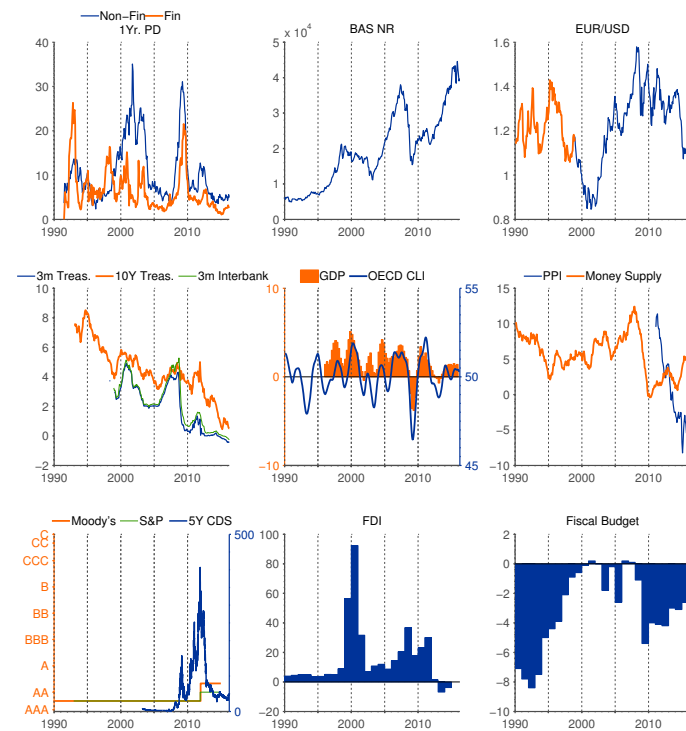 Non−Fin Fin
1Yr. PD
40
30
20
10
0
1990 2000 2010
BAS NR
5 x 10^4
4
3
2
1
0
1990 2000 2010
EUR/USD
1.6
1.4
1.2
1
0.8
1990 2000 2010
3m Treas. 10Y Treas. 3m Interbank
10
8
6
4
2
0
−2
1990 2000 2010
GDP OECD CLI
10 55
0 50
−10 45
1990 2000 2010
PPI Money Supply
15
10
5
0
−5
−10
1990 2000 2010
Moody's S&P 5Y CDS
C 500
CC
CCC
B
BB
BBB
A
AA
AAA 0
1990 2000 2010
FDI
100
80
60
40
20
0
−20
1990 2000 2010
Fiscal Budget
2
0
−2
−4
−6
−8
−10
1990 2000 2010